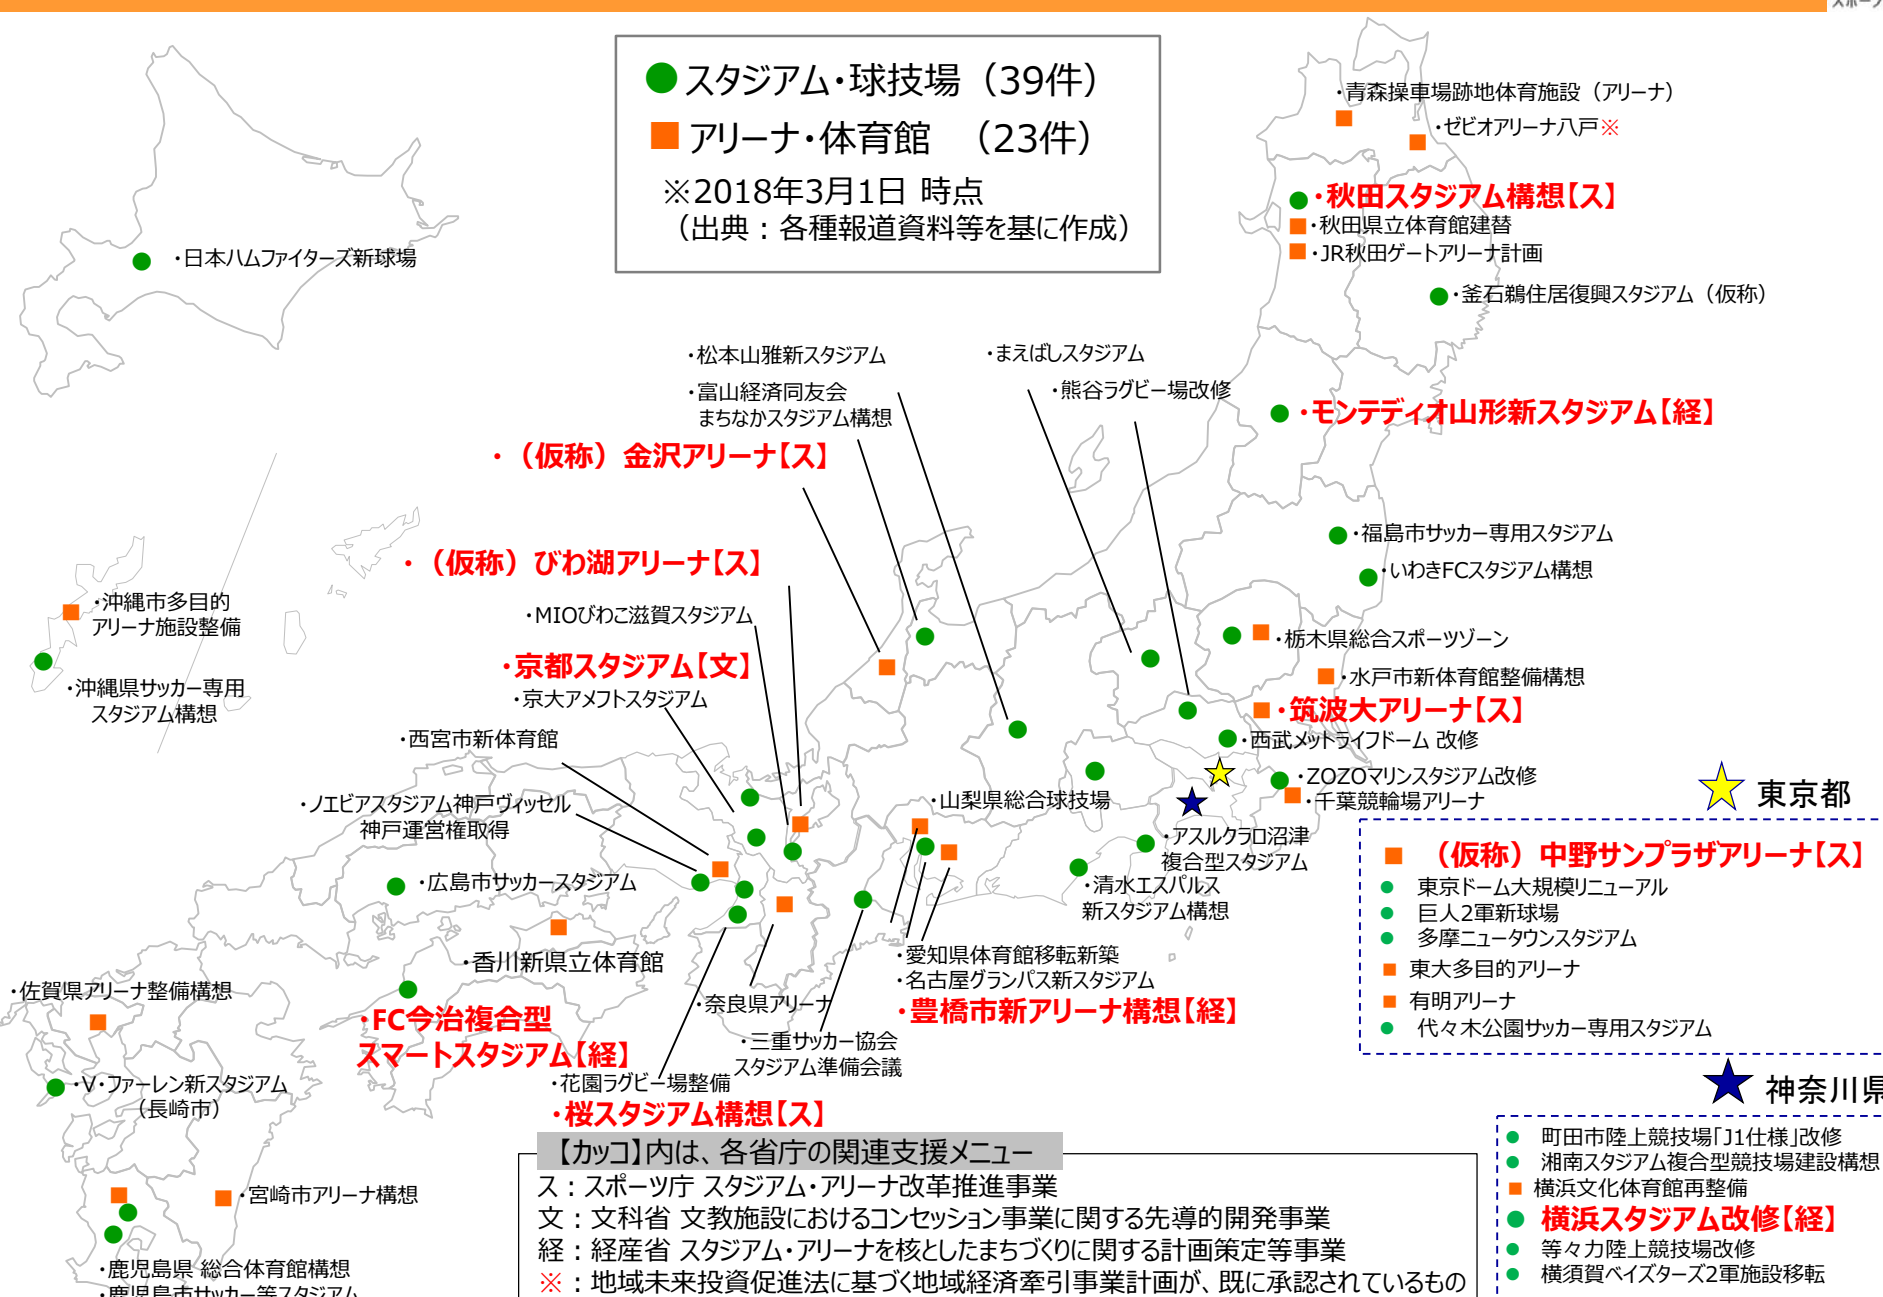 ●スタジアム・球技場（39件）
■アリーナ・体育館　（23件）
※2018年3月1日 時点
（出典：各種報道資料等を基に作成）
・日本ハムファイターズ新球場
・青森操車場跡地体育施設（アリーナ）
・ゼビオアリーナ八戸※
・秋田スタジアム構想【ス】
・秋田県立体育館建替
・JR秋田ゲートアリーナ計画
・釜石鵜住居復興スタジアム（仮称）
・松本山雅新スタジアム
・まえばしスタジアム
・富山経済同友会
まちなかスタジアム構想
・熊谷ラグビー場改修
・モンテディオ山形新スタジアム【経】
・（仮称）金沢アリーナ【ス】
・福島市サッカー専用スタジアム
・いわきFCスタジアム構想
・（仮称）びわ湖アリーナ【ス】
・沖縄市多目的
アリーナ施設整備
・MIOびわこ滋賀スタジアム
・栃木県総合スポーツゾーン
・京都スタジアム【文】
・水戸市新体育館整備構想
・沖縄県サッカー専用
スタジアム構想
・京大アメフトスタジアム
・筑波大アリーナ【ス】
・西宮市新体育館
・西武メットライフドーム 改修
・ZOZOマリンスタジアム改修
・千葉競輪場アリーナ
・ノエビアスタジアム神戸ヴィッセル
神戸運営権取得
・山梨県総合球技場
・アスルクラロ沼津
複合型スタジアム
・広島市サッカースタジアム
・清水エスパルス
新スタジアム構想
・香川新県立体育館
・愛知県体育館移転新築
・名古屋グランパス新スタジアム
・豊橋市新アリーナ構想【経】
・佐賀県アリーナ整備構想
・奈良県アリーナ
・FC今治複合型
スマートスタジアム【経】
・三重サッカー協会
スタジアム準備会議
・V・ファーレン新スタジアム
（長崎市）
・花園ラグビー場整備
・桜スタジアム構想【ス】
・宮崎市アリーナ構想
・鹿児島県 総合体育館構想
・鹿児島市サッカー等スタジアム
東京都
■（仮称）中野サンプラザアリーナ【ス】
● 東京ドーム大規模リニューアル
● 巨人2軍新球場
● 多摩ニュータウンスタジアム
■ 東大多目的アリーナ
■ 有明アリーナ
● 代々木公園サッカー専用スタジアム
神奈川県
● 町田市陸上競技場「J1仕様」改修
● 湘南スタジアム複合型競技場建設構想
■ 横浜文化体育館再整備
● 横浜スタジアム改修【経】
● 等々力陸上競技場改修
● 横須賀ベイズターズ2軍施設移転
【カッコ】内は、各省庁の関連支援メニュー
ス：スポーツ庁 スタジアム・アリーナ改革推進事業
文：文科省 文教施設におけるコンセッション事業に関する先導的開発事業
経：経産省 スタジアム・アリーナを核としたまちづくりに関する計画策定等事業
※：地域未来投資促進法に基づく地域経済牽引事業計画が、既に承認されているもの